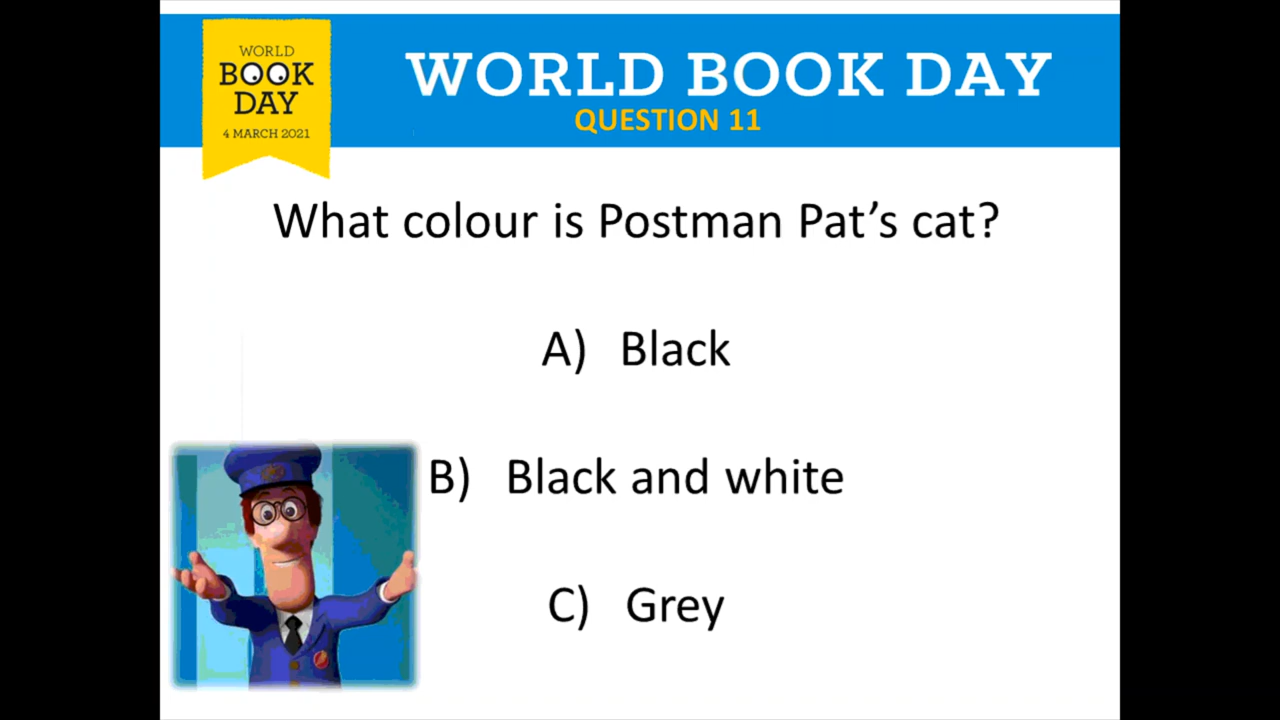 WORLD
BOOK
DAY
4 MARCH 2021
WORLD BOOK DAY
QUESTION 11
What colour is Postman Pat’s cat?
A) Black
B) Black and white
C) Grey